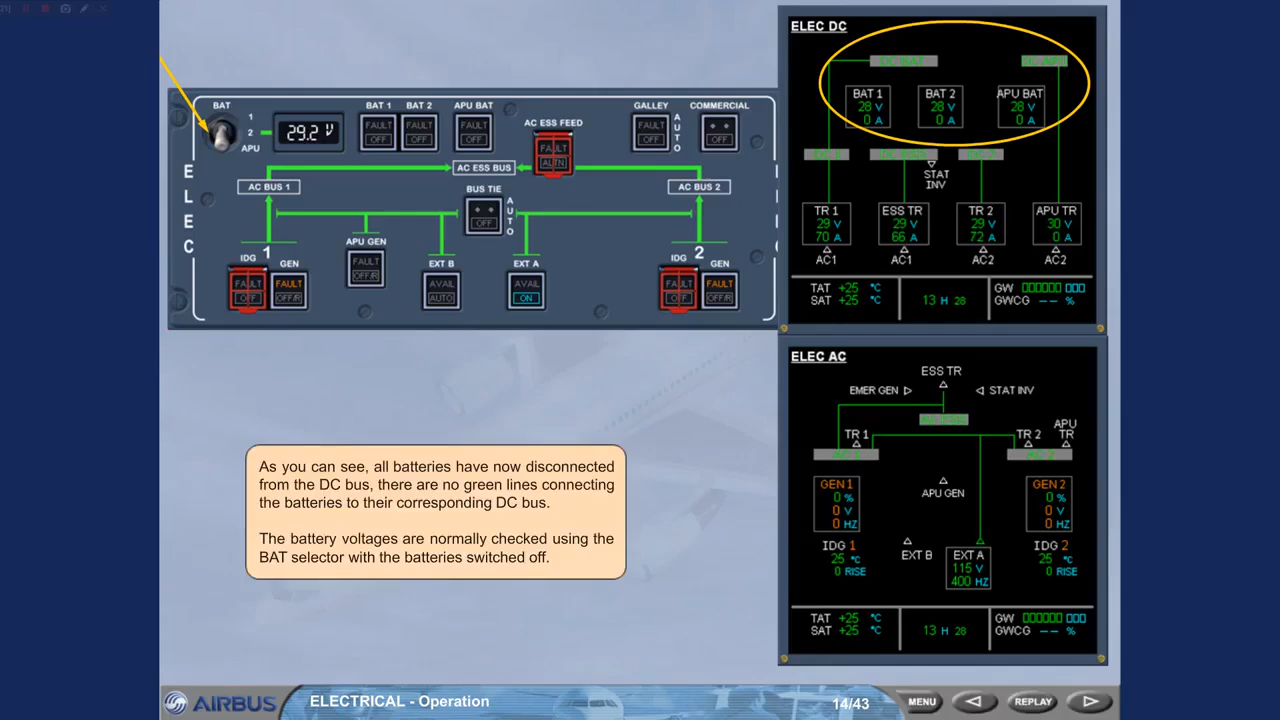 21]
BAT
1
2
APU
29.2 V
BAT 1
BAT 2
APU BAT
FAULT
OFF
FAULT
OFF
FAULT
OFF
AC ESS FEED
FAULT
ALTN
GALLEY
FAULT
OFF
AUTO
COMMERCIAL
OFF
ELEC
AC ESS BUS
AC BUS 1
AC BUS 2
BUS TIE
OFF
AUTO
APU GEN
FAULT
OFF/R
EXT B
AVAIL
AUTO
EXT A
AVAIL
ON
IDG
1
GEN
FAULT
OFF
FAULT
OFF/R
IDG
2
GEN
FAULT
OFF
FAULT
OFF/R
ELEC DC
DC BAT
BAT 1
28 V
0 A
BAT 2
28 V
0 A
APU BAT
28 V
0 A
DC 1
STAT
INV
TR 1
29 V
70 A
AC1
ESS TR
29 V
66 A
AC1
TR 2
29 V
72 A
AC2
APU TR
30 V
0 A
AC2
TAT +25 °C
SAT +25 °C
13 H 28
GW
GWCG -- %
ELEC AC
ESS TR
EMER GEN
STAT INV
TR 1
TR 2
APU
TR
AC 1
AC 2
GEN 1
0 %
0 V
0 HZ
APU GEN
GEN 2
0 %
0 V
0 HZ
IDG 1
25 °C
0 RISE
EXT B
EXT A
115 V
400 HZ
IDG 2
25 °C
0 RISE
TAT +25 °C
SAT +25 °C
13 H 28
GW
GWCG -- %
As you can see, all batteries have now disconnected
from the DC bus, there are no green lines connecting
the batteries to their corresponding DC bus.
The battery voltages are normally checked using the
BAT selector with the batteries switched off.
AIRBUS
ELECTRICAL - Operation
14/43
MENU
REPLAY